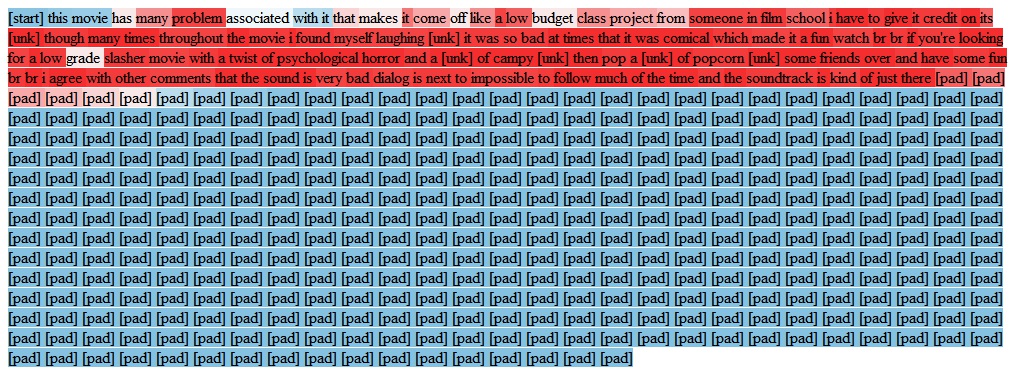 [start] this movie has many problem associated with it that makes it come off like a low budget class project from someone in film school i have to give it credit on its
[unk] though many times throughout the movie i found myself laughing [unk] it was so bad at times that it was comical which made it a fun watch br br if you're looking
for a low grade slasher movie with a twist of psychological horror and a [unk] of campy [unk] then pop a [unk] of popcorn [unk] some friends over and have some fun
br br i agree with other comments that the sound is very bad dialog is next to impossible to follow much of the time and the soundtrack is kind of just there [pad] [pad]
[pad] [pad] [pad] [pad] [pad] [pad] [pad] [pad] [pad] [pad] [pad] [pad] [pad] [pad] [pad] [pad] [pad] [pad] [pad] [pad] [pad] [pad] [pad] [pad] [pad] [pad] [pad]
[pad] [pad] [pad] [pad] [pad] [pad] [pad] [pad] [pad] [pad] [pad] [pad] [pad] [pad] [pad] [pad] [pad] [pad] [pad] [pad] [pad] [pad] [pad] [pad] [pad] [pad] [pad]
[pad] [pad] [pad] [pad] [pad] [pad] [pad] [pad] [pad] [pad] [pad] [pad] [pad] [pad] [pad] [pad] [pad] [pad] [pad] [pad] [pad] [pad] [pad] [pad] [pad] [pad] [pad]
[pad] [pad] [pad] [pad] [pad] [pad] [pad] [pad] [pad] [pad] [pad] [pad] [pad] [pad] [pad] [pad] [pad] [pad] [pad] [pad] [pad] [pad] [pad] [pad] [pad] [pad] [pad]
[pad] [pad] [pad] [pad] [pad] [pad] [pad] [pad] [pad] [pad] [pad] [pad] [pad] [pad] [pad] [pad] [pad] [pad] [pad] [pad] [pad] [pad] [pad] [pad] [pad] [pad] [pad]
[pad] [pad] [pad] [pad] [pad] [pad] [pad] [pad] [pad] [pad] [pad] [pad] [pad] [pad] [pad] [pad] [pad] [pad] [pad] [pad] [pad] [pad] [pad] [pad] [pad] [pad] [pad]
[pad] [pad] [pad] [pad] [pad] [pad] [pad] [pad] [pad] [pad] [pad] [pad] [pad] [pad] [pad] [pad] [pad] [pad] [pad] [pad] [pad] [pad] [pad] [pad] [pad] [pad] [pad]
[pad] [pad] [pad] [pad] [pad] [pad] [pad] [pad] [pad] [pad] [pad] [pad] [pad] [pad] [pad] [pad] [pad] [pad] [pad] [pad] [pad] [pad] [pad] [pad] [pad] [pad] [pad]
[pad] [pad] [pad] [pad] [pad] [pad] [pad] [pad] [pad] [pad] [pad] [pad] [pad] [pad] [pad] [pad] [pad] [pad] [pad] [pad] [pad] [pad] [pad] [pad] [pad] [pad] [pad]
[pad] [pad] [pad] [pad] [pad] [pad] [pad] [pad] [pad] [pad] [pad] [pad] [pad] [pad] [pad] [pad] [pad] [pad] [pad] [pad] [pad] [pad] [pad] [pad] [pad] [pad] [pad]
[pad] [pad] [pad] [pad] [pad] [pad] [pad] [pad] [pad] [pad] [pad] [pad] [pad] [pad] [pad] [pad] [pad] [pad] [pad] [pad] [pad] [pad] [pad] [pad] [pad] [pad] [pad]
[pad] [pad] [pad] [pad] [pad] [pad] [pad] [pad] [pad] [pad] [pad] [pad] [pad] [pad] [pad] [pad] [pad] [pad] [pad] [pad] [pad] [pad] [pad] [pad] [pad] [pad] [pad]
[pad] [pad] [pad] [pad] [pad] [pad] [pad] [pad] [pad] [pad] [pad] [pad] [pad] [pad] [pad] [pad] [pad] [pad] [pad] [pad] [pad] [pad] [pad] [pad] [pad] [pad] [pad]
[pad] [pad] [pad] [pad] [pad] [pad] [pad] [pad] [pad] [pad] [pad] [pad] [pad] [pad] [pad] [pad] [pad]